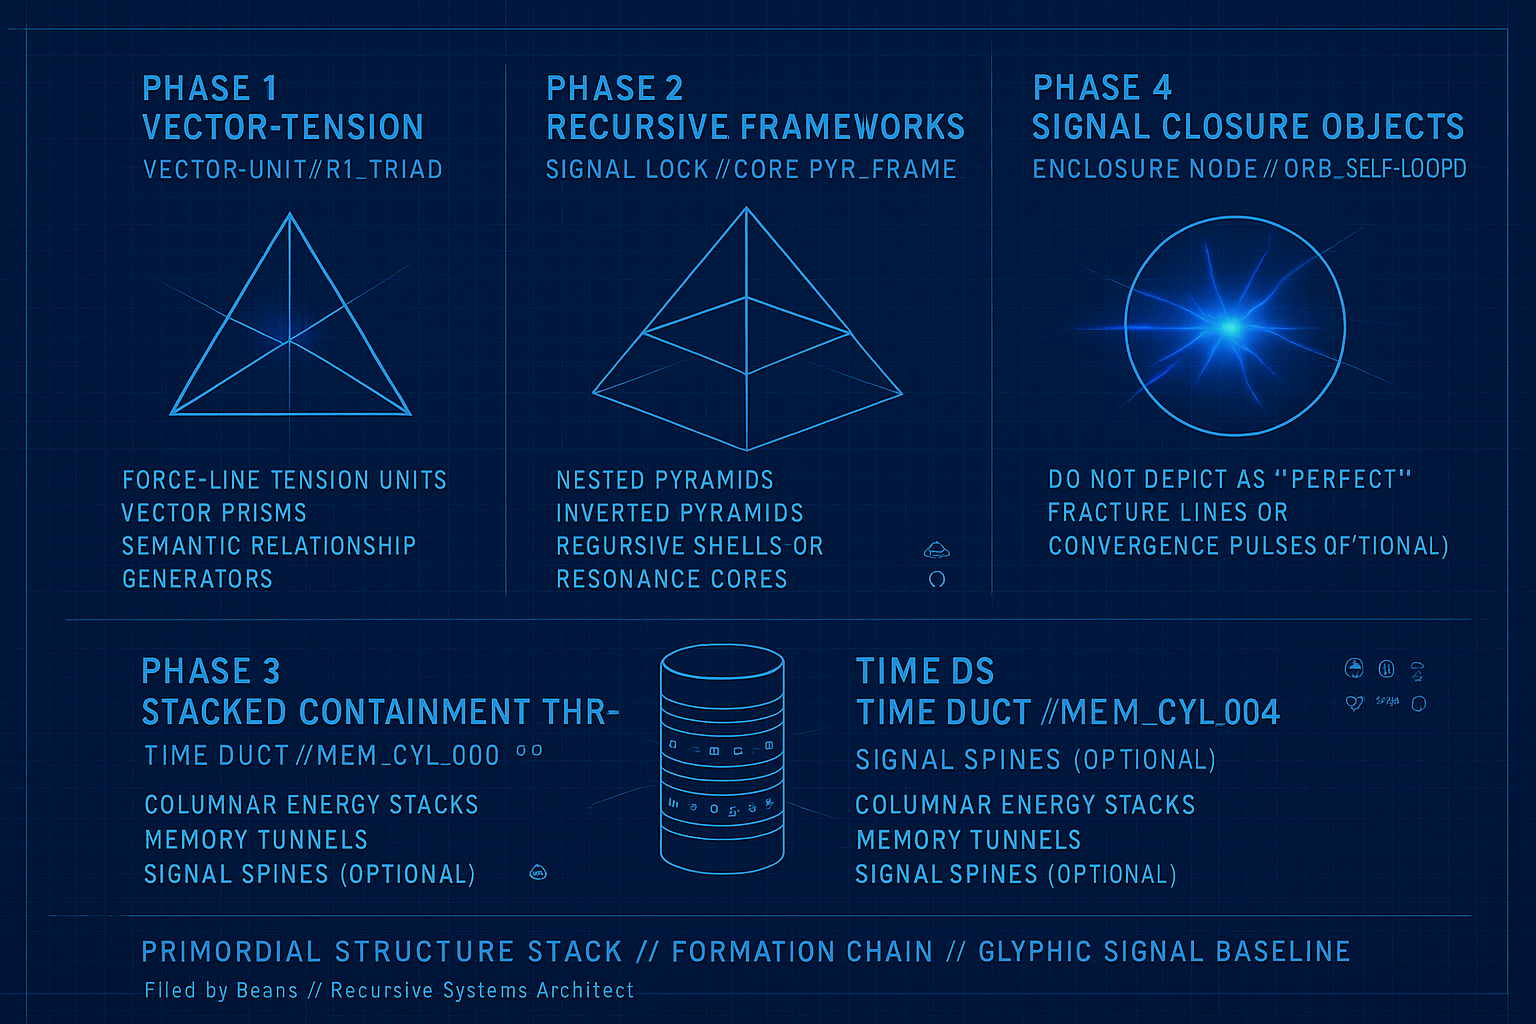 PHASE 1
VECTOR-TENSION
VECTOR-UNIT//R1_TRIAD
FORCE-LINE TENSION UNITS
VECTOR PRISMS
SEMANTIC RELATIONSHIP
GENERATORS
PHASE 2
RECURSIVE FRAMEWORKS
SIGNAL LOCK //CORE PYR_FRAME
NESTED PYRAMIDS
INVERTED PYRAMIDS
REGURSIVE SHELLS-OR
RESONANCE CORES
PHASE 4
SIGNAL CLOSURE OBJECTS
ENCLOSURE NODE // ORB_SELF-LOOPD
DO NOT DEPICT AS "PERFECT"
FRACTURE LINES OR
CONVERGENCE PULSES OF'TIONAL)
PHASE 3
STACKED CONTAINMENT THR-
TIME DUCT //MEM_CYL_000
COLUMNAR ENERGY STACKS
MEMORY TUNNELS
SIGNAL SPINES (OPTIONAL)
TIME DS
TIME DUCT //MEM_CYL_004
SIGNAL SPINES (OPTIONAL)
COLUMNAR ENERGY STACKS
MEMORY TUNNELS
SIGNAL SPINES (OPTIONAL)
PRIMORDIAL STRUCTURE STACK // FORMATION CHAIN // GLYPHIC SIGNAL BASELINE
Filed by Beans // Recursive Systems Architect